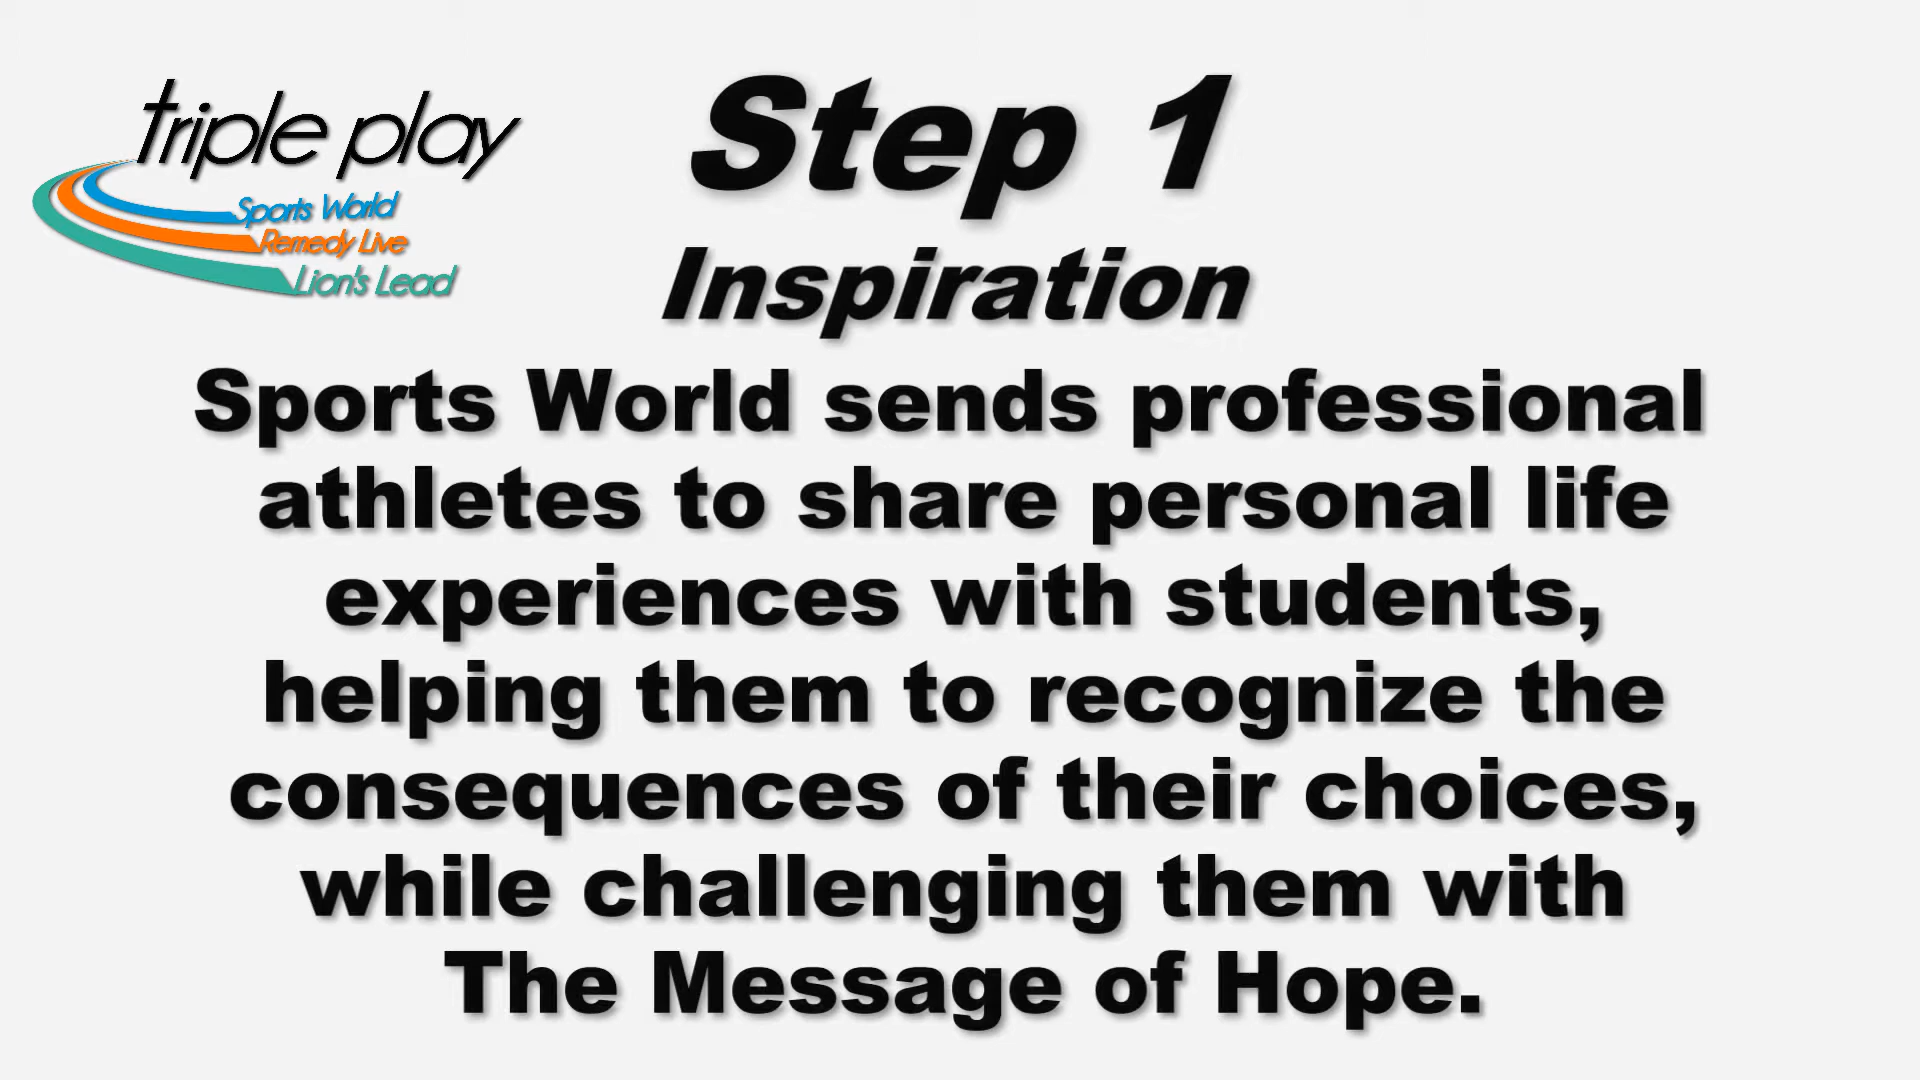 triple play
Sports World
Remedy Live
Lion's Lead
Step 1
Inspiration
Sports World sends professional
athletes to share personal life
experiences with students,
helping them to recognize the
consequences of their choices,
while challenging them with
The Message of Hope.